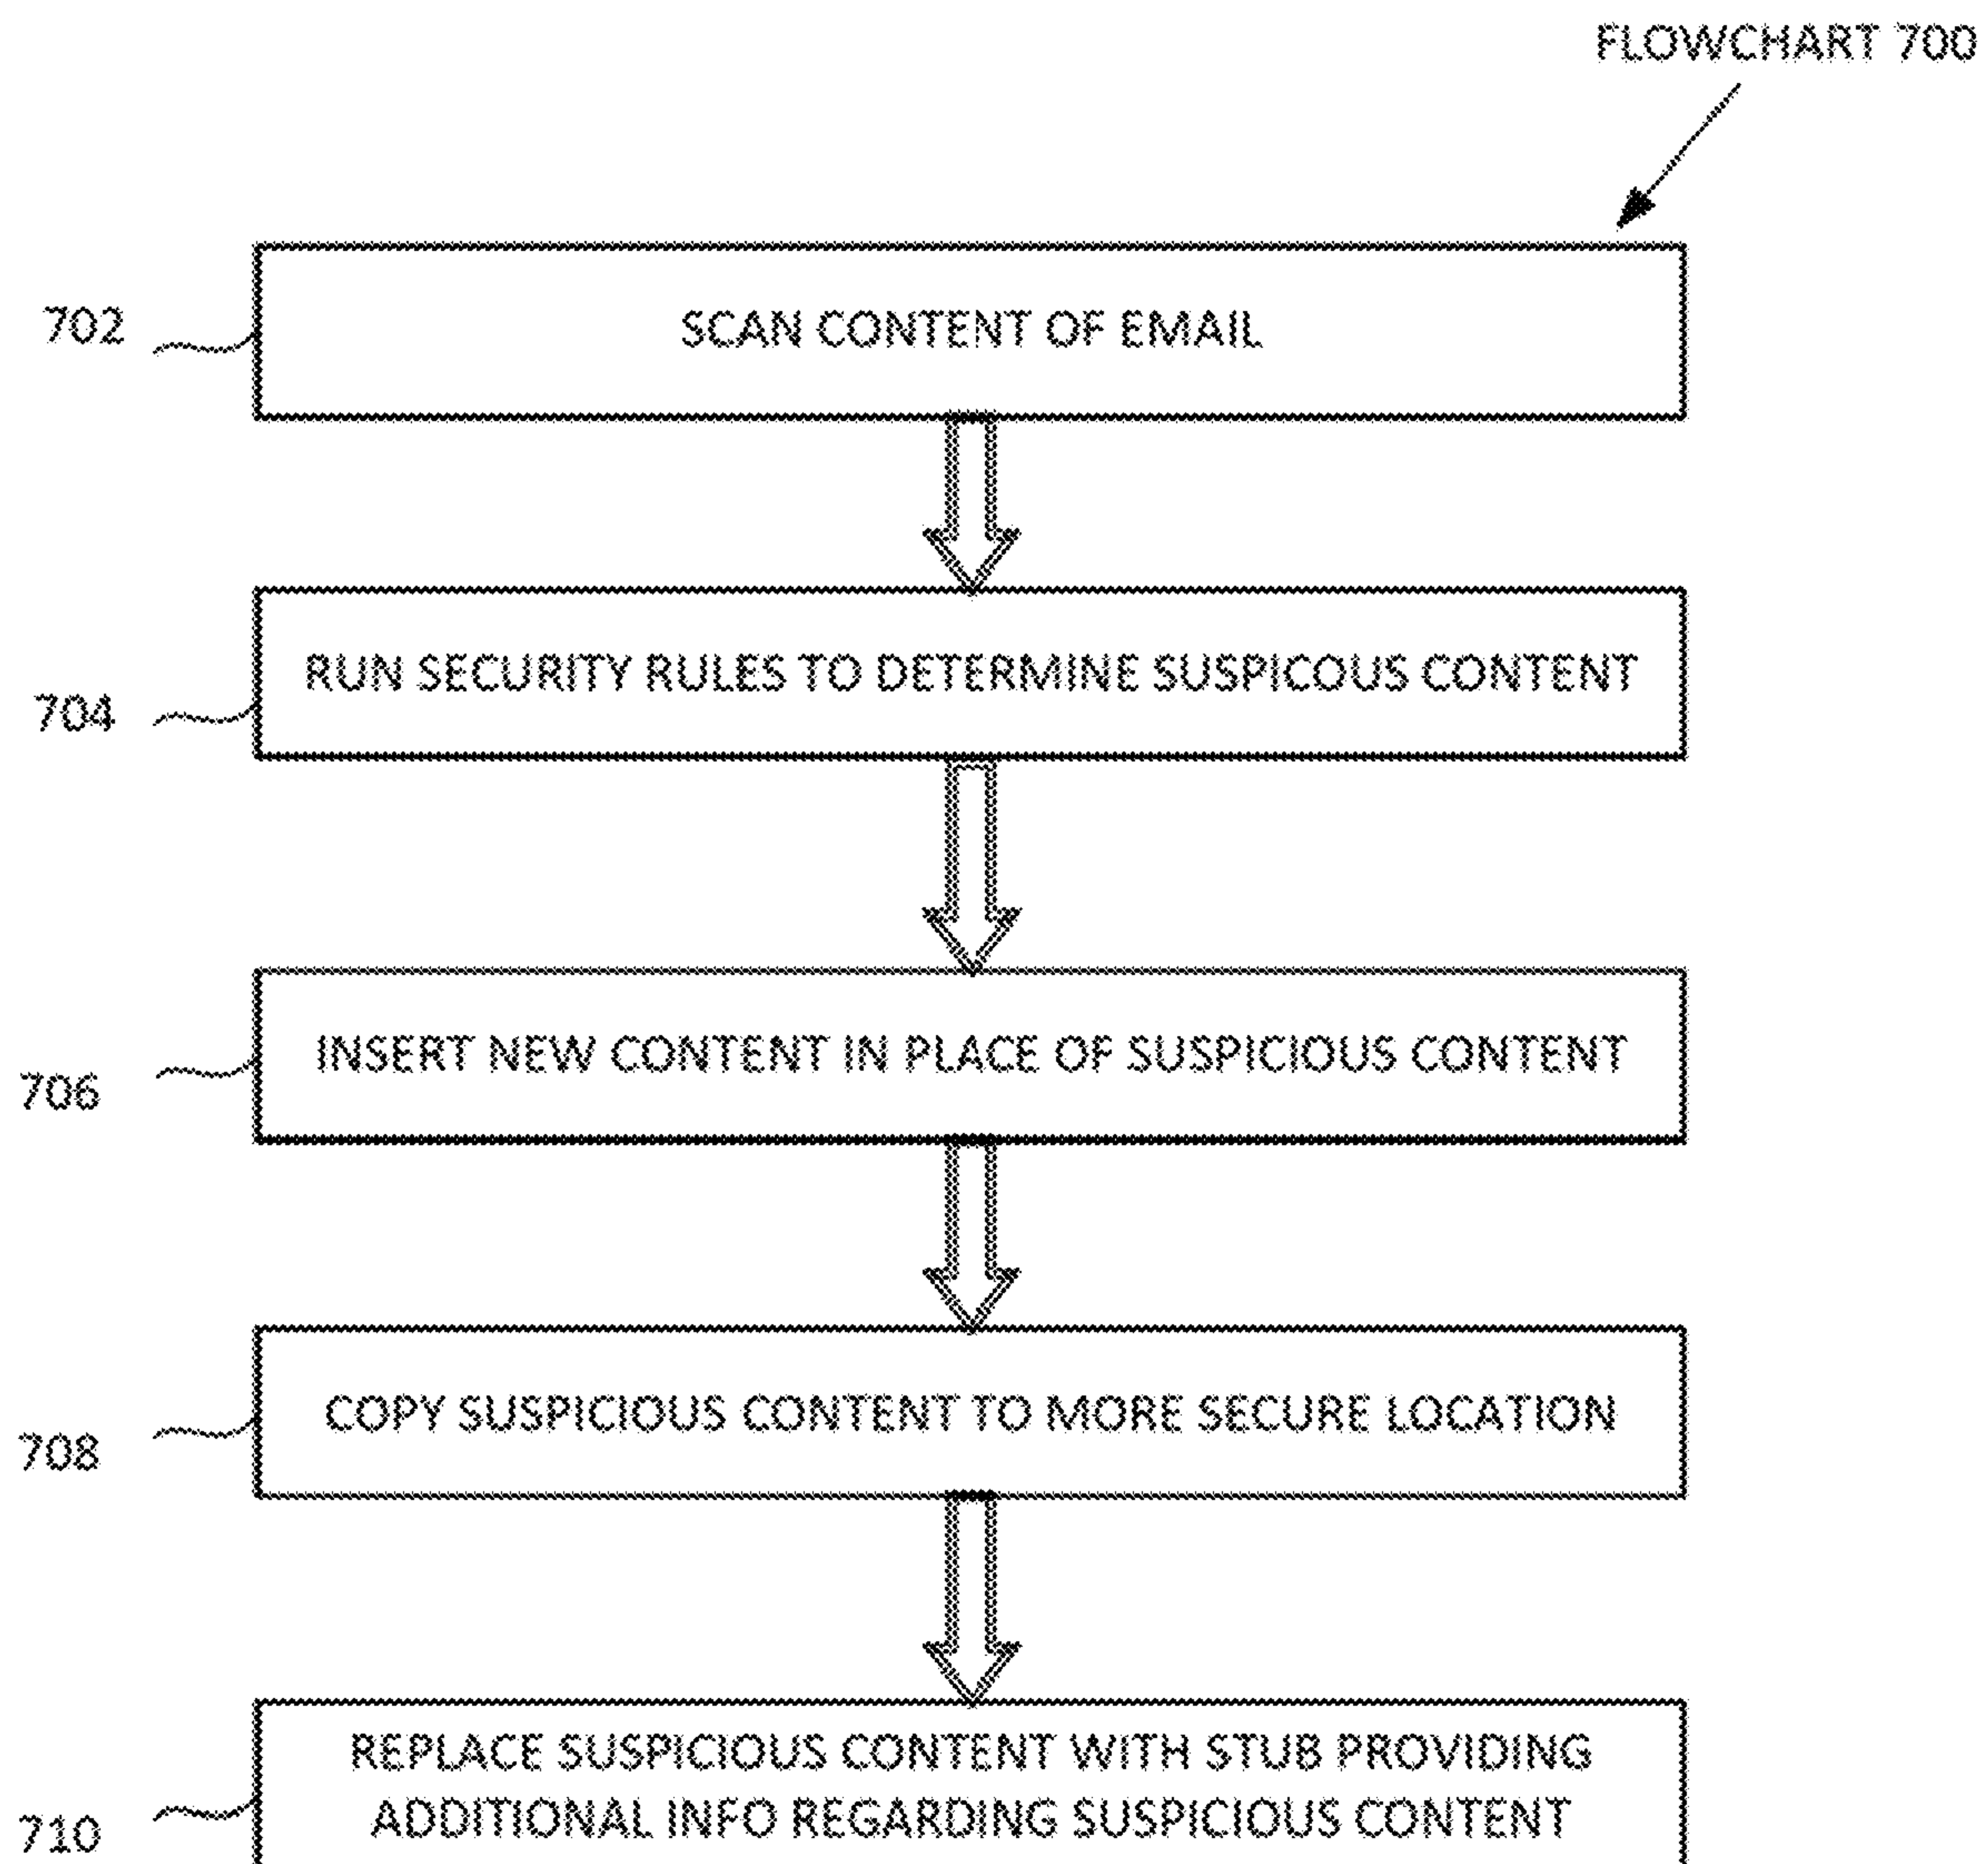 FLOWCHART 700
702
SCAN CONTENT OF EMAIL
704
RUN SECURITY RULES TO DETERMINE SUSPICOUS CONTENT
706
INSERT NEW CONTENT IN PLACE OF SUSPICIOUS CONTENT
708
COPY SUSPICIOUS CONTENT TO MORE SECURE LOCATION
710
REPLACE SUSPICIOUS CONTENT WITH STUB PROVIDING
ADDITIONAL INFO REGARDING SUSPICIOUS CONTENT